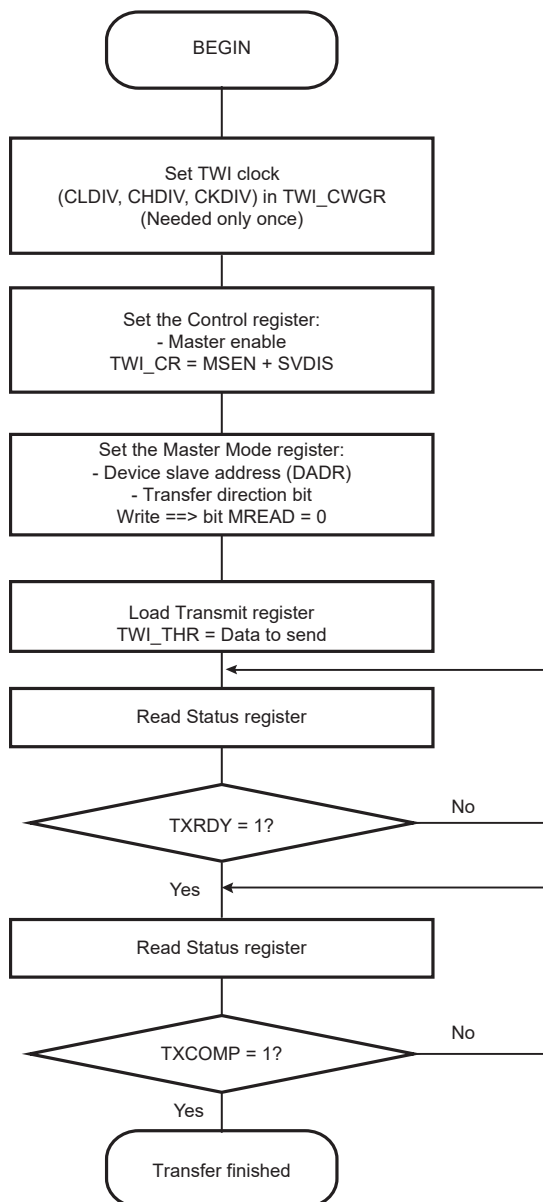 BEGIN
Set TWI clock
(CLDIV, CHDIV, CKDIV) in TWI_CWGR
(Needed only once)
Set the Control register:
- Master enable
TWI_CR = MSEN + SVDIS
Set the Master Mode register:
- Device slave address (DADR)
- Transfer direction bit
Write ==> bit MREAD = 0
Load Transmit register
TWI_THR = Data to send
Read Status register
TXRDY = 1?
No
Yes
Read Status register
TXCOMP = 1?
No
Yes
Transfer finished